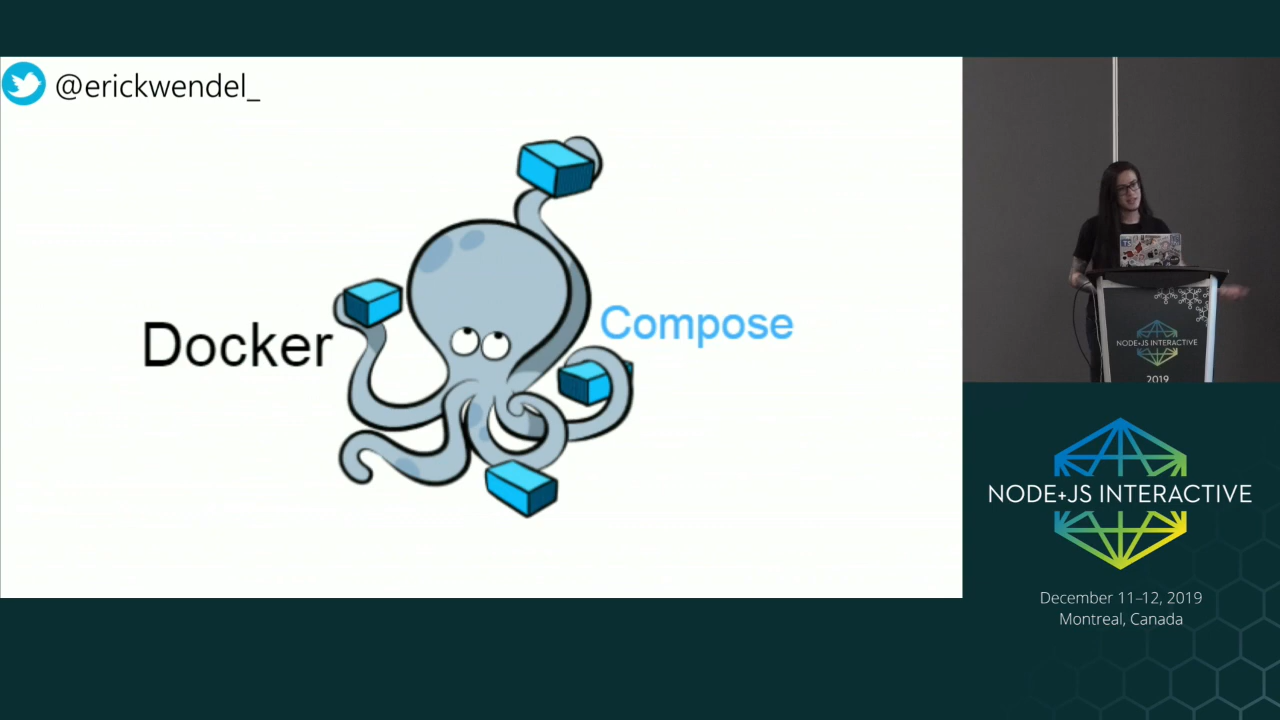 @erickwendel_
Docker
Compose
NODE+JS INTERACTIVE
2019
NODE+JS INTERACTIVE
December 11–12, 2019
Montreal, Canada